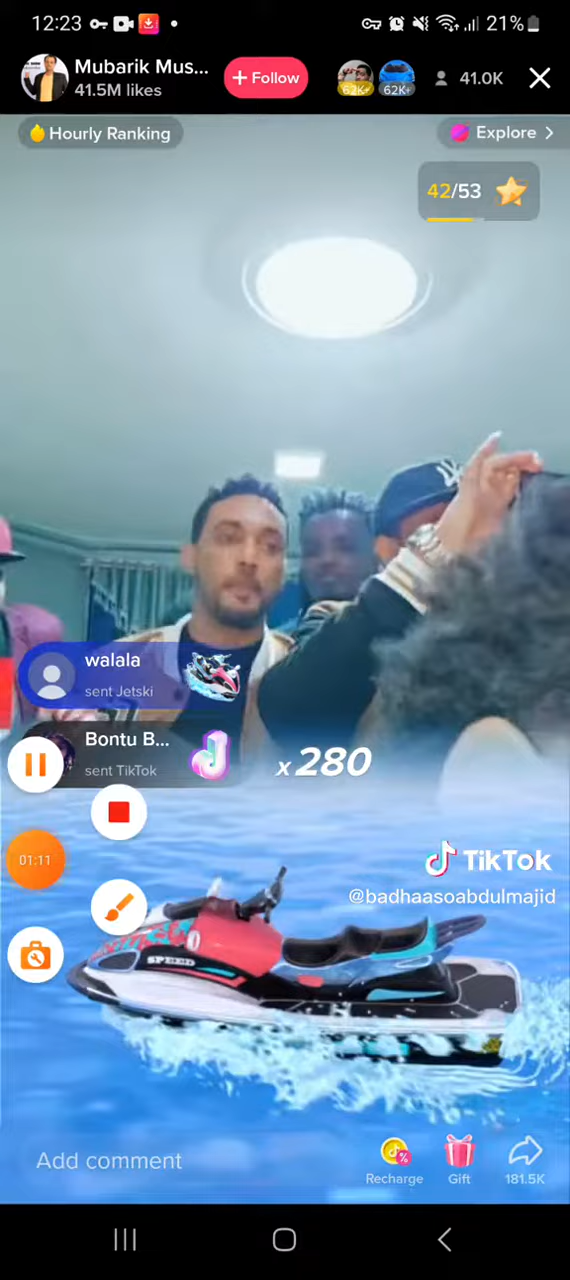 12:23
21%
Mubarik Mus...
41.5M likes
+ Follow
62K+
62K+
41.0K
Hourly Ranking
Explore >
42/53
walala
sent Jetski
Bontu B...
sent TikTok
x280
01:11
TikTok
@badhaasoabdulmajid
SPEED
Add comment
Recharge
Gift
181.5K